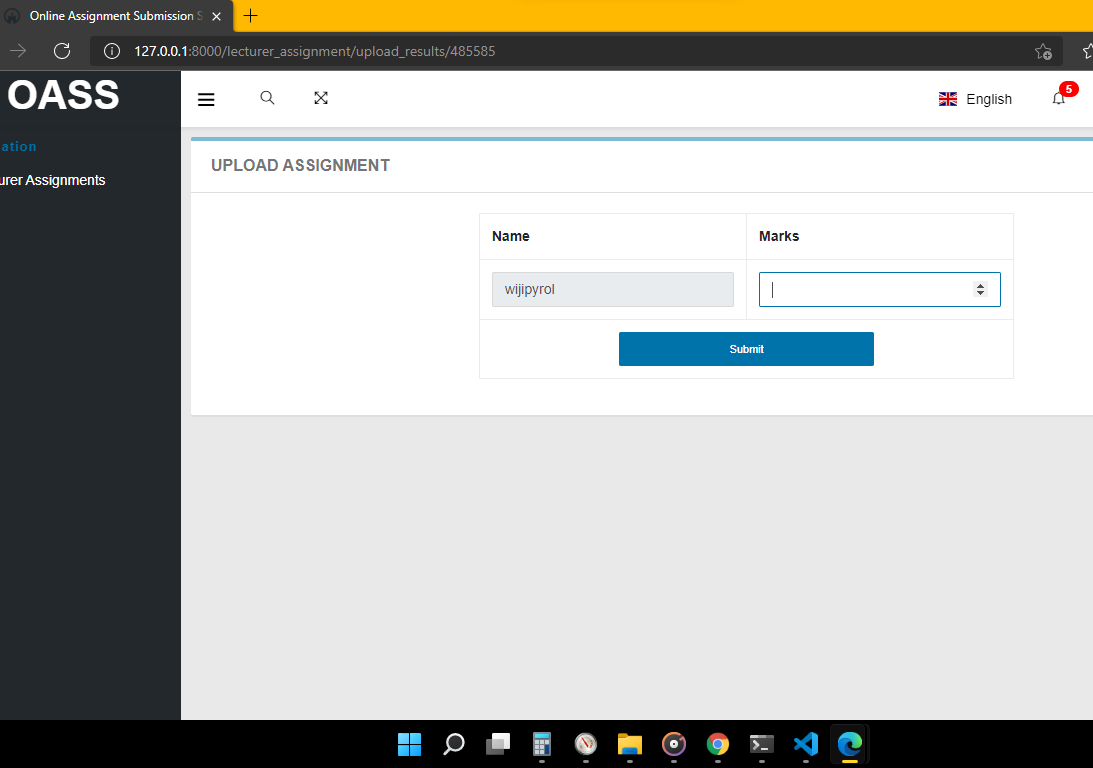 Online Assignment Submission S
127.0.0.1:8000/lecturer_assignment/upload_results/485585
OASS
English
5
ation
urer Assignments
UPLOAD ASSIGNMENT
Name Marks
wijipyrol
Submit